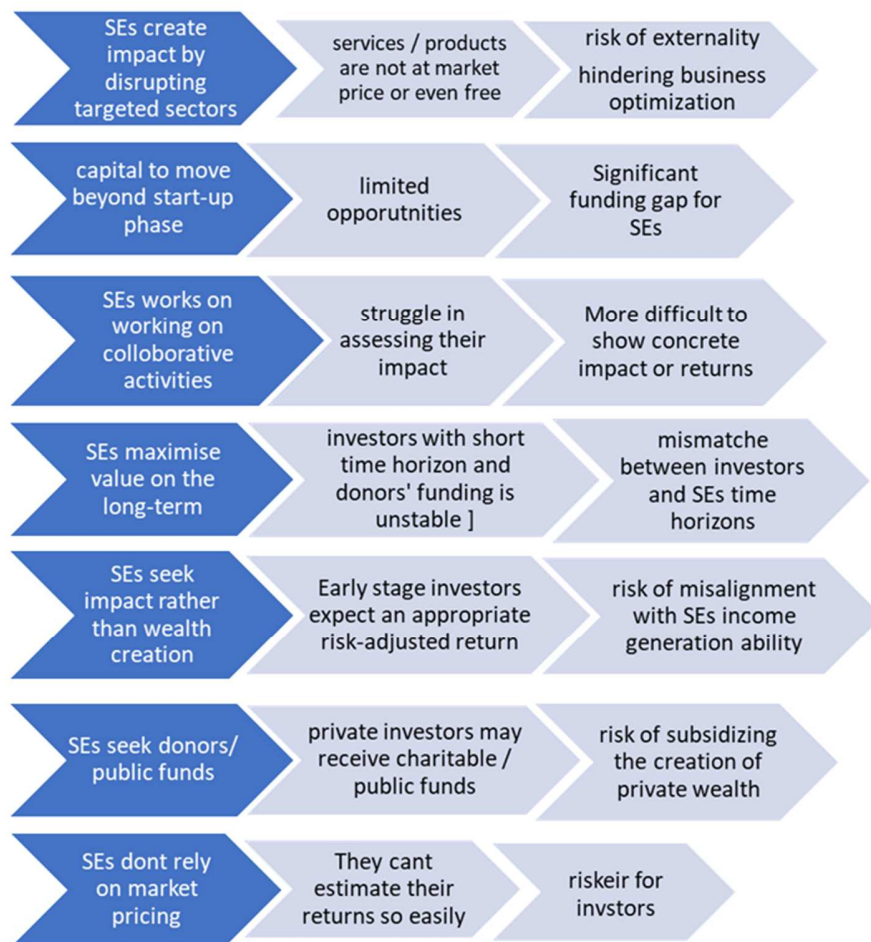 SEs create
impact by
disrupting
targeted sectors
services / products
are not at market
price or even free
risk of externality
hindering business
optimization
capital to move
beyond start-up
phase
limited
opporutnities
Significant
funding gap for
SEs
SEs works on
working on
colloborative
activities
struggle in
assessing their
impact
More difficult to
show concrete
impact or returns
SEs maximise
value on the
long-term
investors with short
time horizon and
donors' funding is
unstable ]
mismatche
between investors
and SEs time
horizons
SEs seek
impact rather
than wealth
creation
Early stage investors
expect an appropriate
risk-adjusted return
risk of misalignment
with SEs income
generation ability
SEs seek donors/
public funds
private investors may
receive charitable /
public funds
risk of subsidizing
the creation of
private wealth
SEs dont rely
on market
pricing
They cant
estimate their
returns so easily
riskeir for
invstors